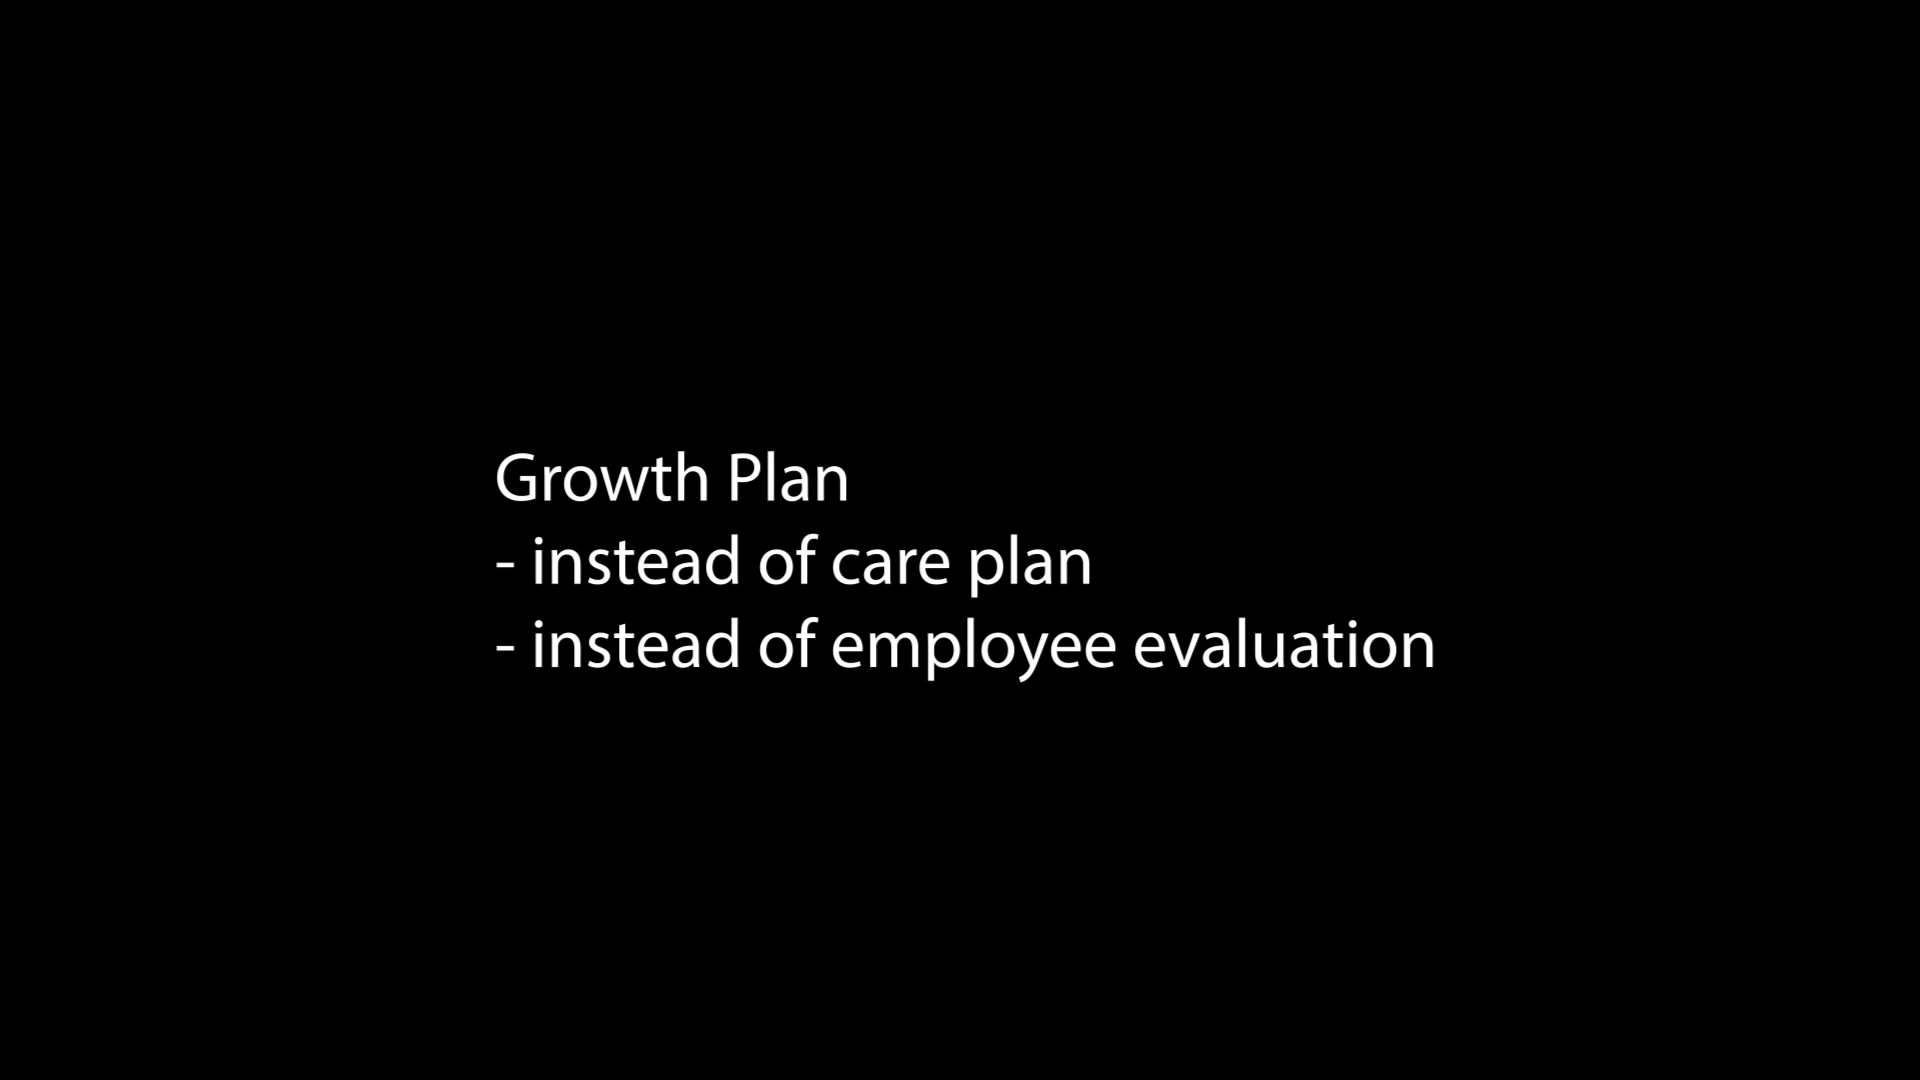 Growth Plan
- instead of care plan
- instead of employee evaluation